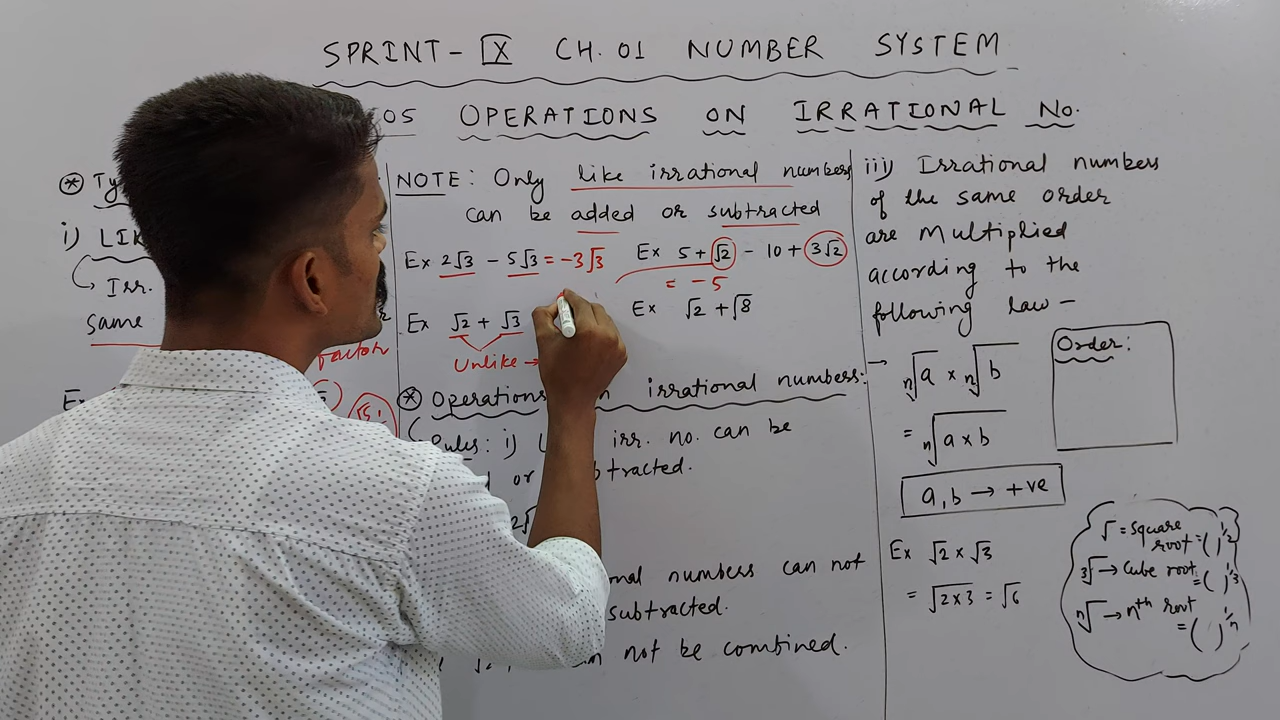 SPRINT- IX CH. 01 NUMBER SYSTEM
05 OPERATIONS ON IRRATIONAL No.
* Ty
i) LIK
Irr.
same
factor
Ex
NOTE: Only like irrational numbers
can be added or subtracted
Ex 2√3 - 5√3 = -3√3
Ex √2 + √3
Unlike →
Ex 5 + √2 - 10 + 3√2
= -5
Ex √2 + √8
* Operations irrational numbers:
Rules: i) irr. no. can be
or
numbers can not
subtracted.
not be combined.
iii) Irrational numbers
of the same order
are Multiplied
according to the
following law -
→ ⁿ√a × ⁿ√b
= ⁿ√a × b
a, b → +ve
Ex √2 × √3
= √2×3 = √6
Order:
√ = square
root = ( )^1/2
3√ → Cube root
= ( )^1/3
ⁿ√ → nth root
= ( )^1/n